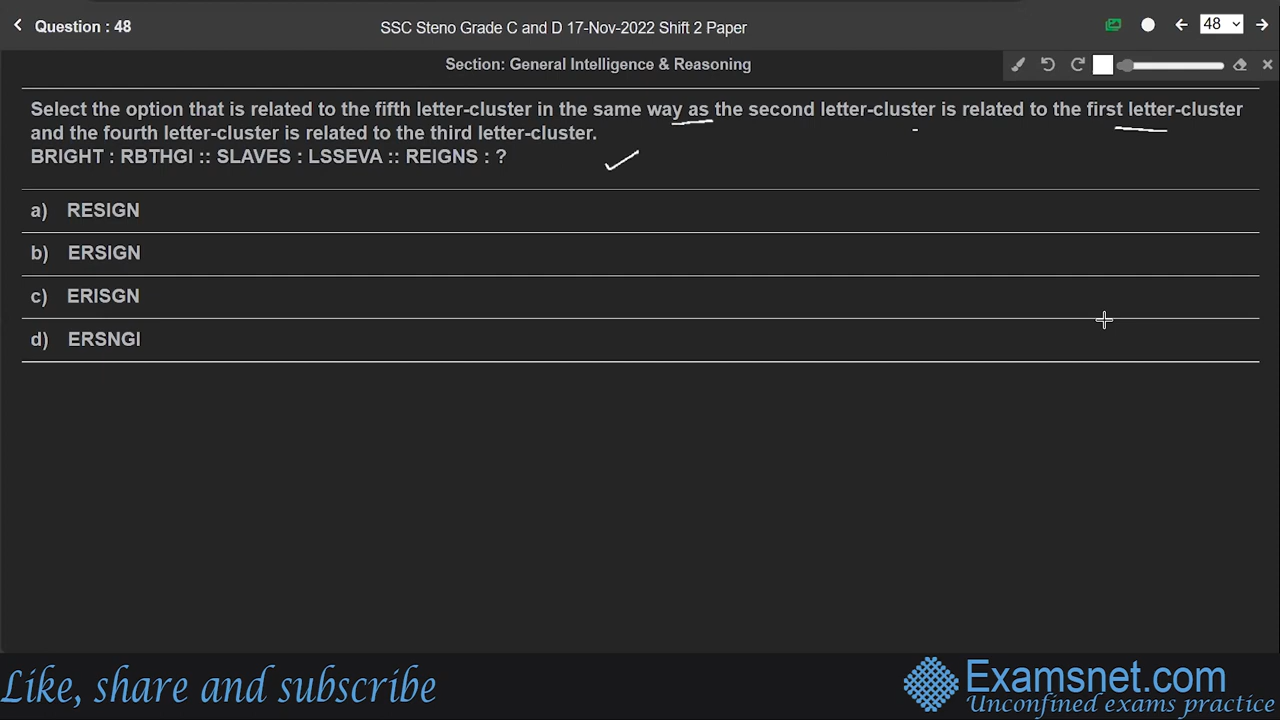 Question : 48
SSC Steno Grade C and D 17-Nov-2022 Shift 2 Paper
48
Section: General Intelligence & Reasoning
Select the option that is related to the fifth letter-cluster in the same way as the second letter-cluster is related to the first letter-cluster
and the fourth letter-cluster is related to the third letter-cluster.
BRIGHT : RBTHGI :: SLAVES : LSSEVA :: REIGNS : ?
a) RESIGN
b) ERSIGN
c) ERISGN
d) ERSNGI
Like, share and subscribe
Examsnet.com
Unconfined exams practice